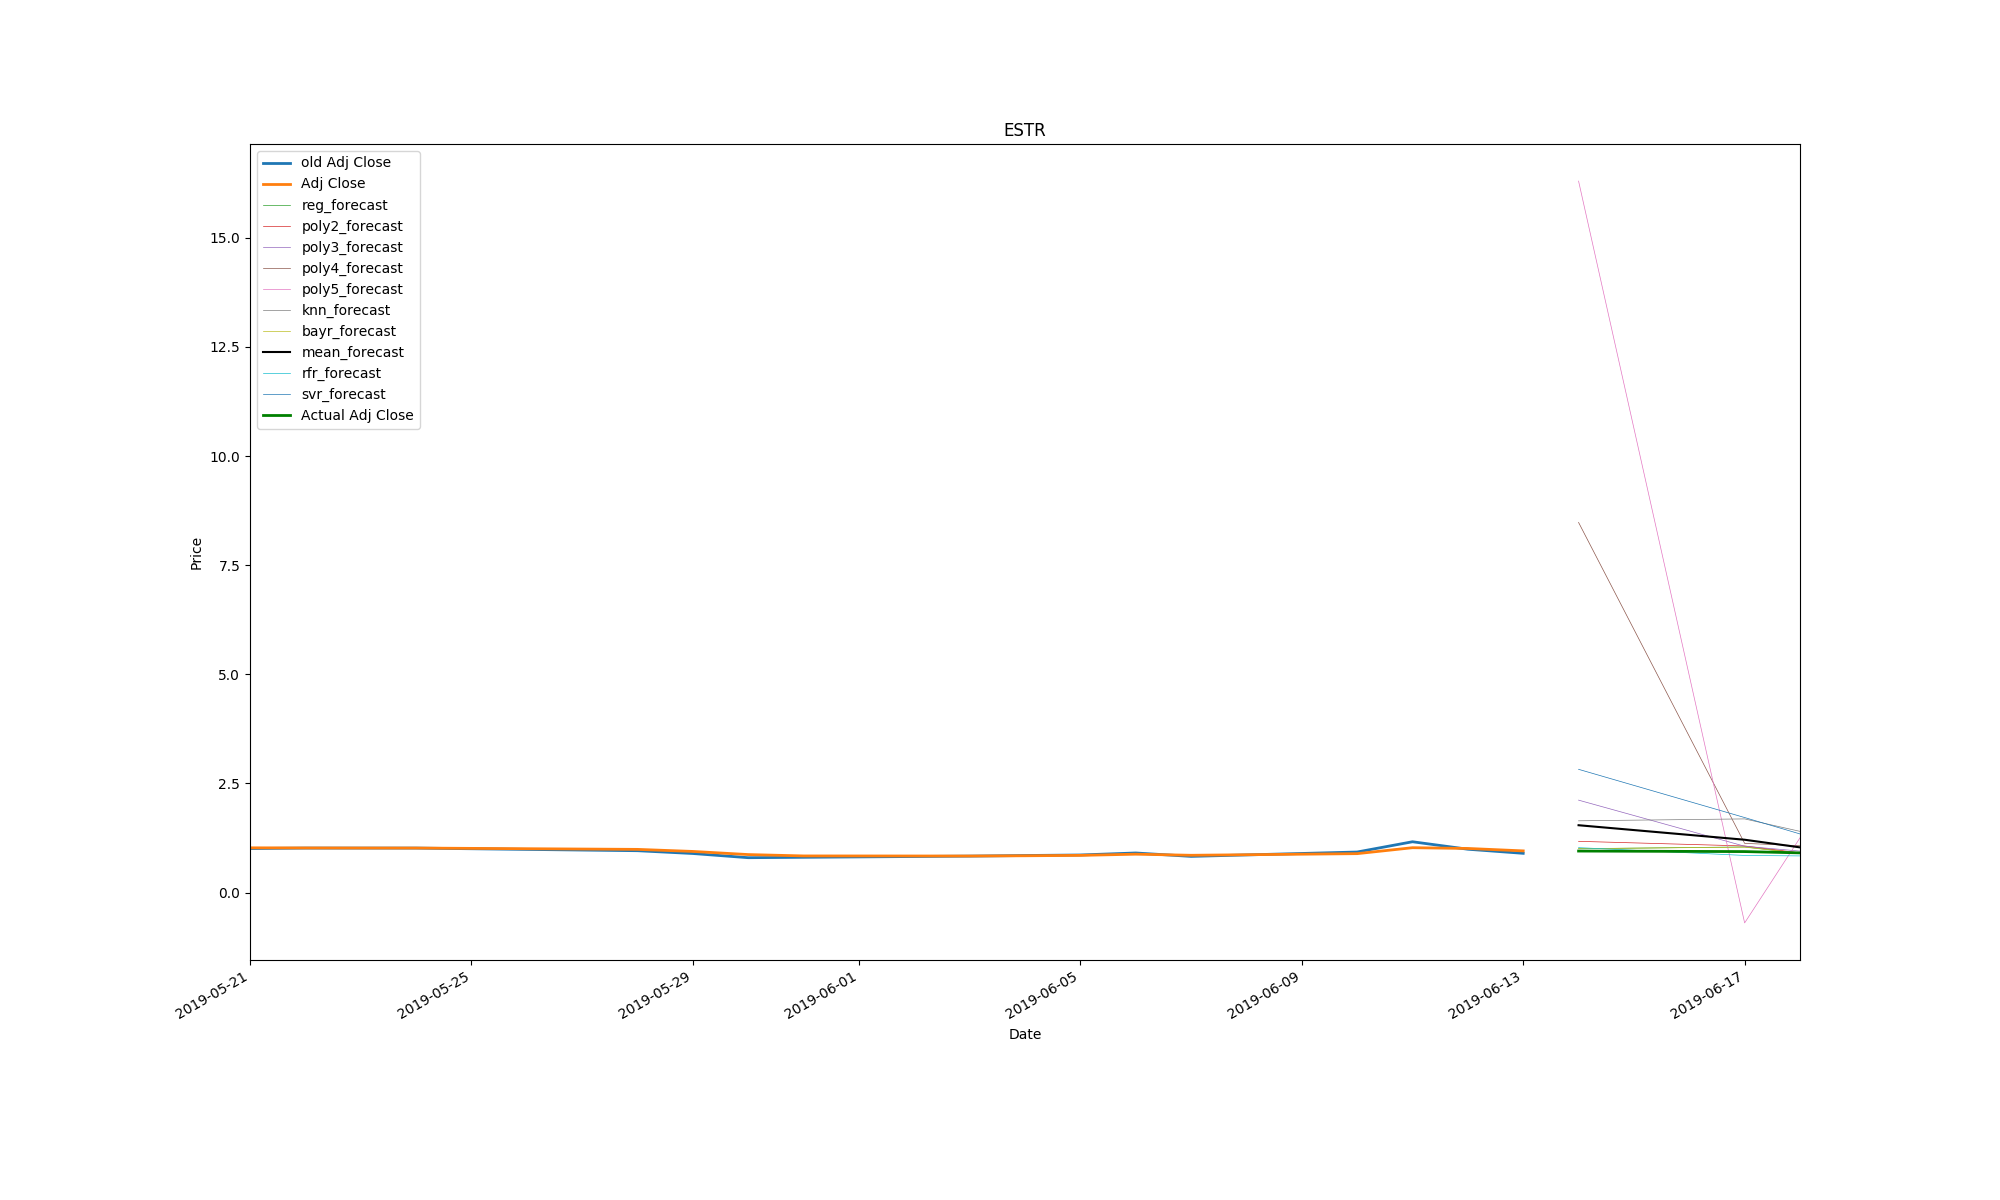 ESTR
old Adj Close
Adj Close
reg_forecast
poly2_forecast
poly3_forecast
poly4_forecast
poly5_forecast
knn_forecast
bayr_forecast
mean_forecast
rfr_forecast
svr_forecast
Actual Adj Close
15.0
12.5
10.0
7.5
5.0
2.5
0.0
Price
2019-05-21
2019-05-25
2019-05-29
2019-06-01
2019-06-05
2019-06-09
2019-06-13
2019-06-17
Date